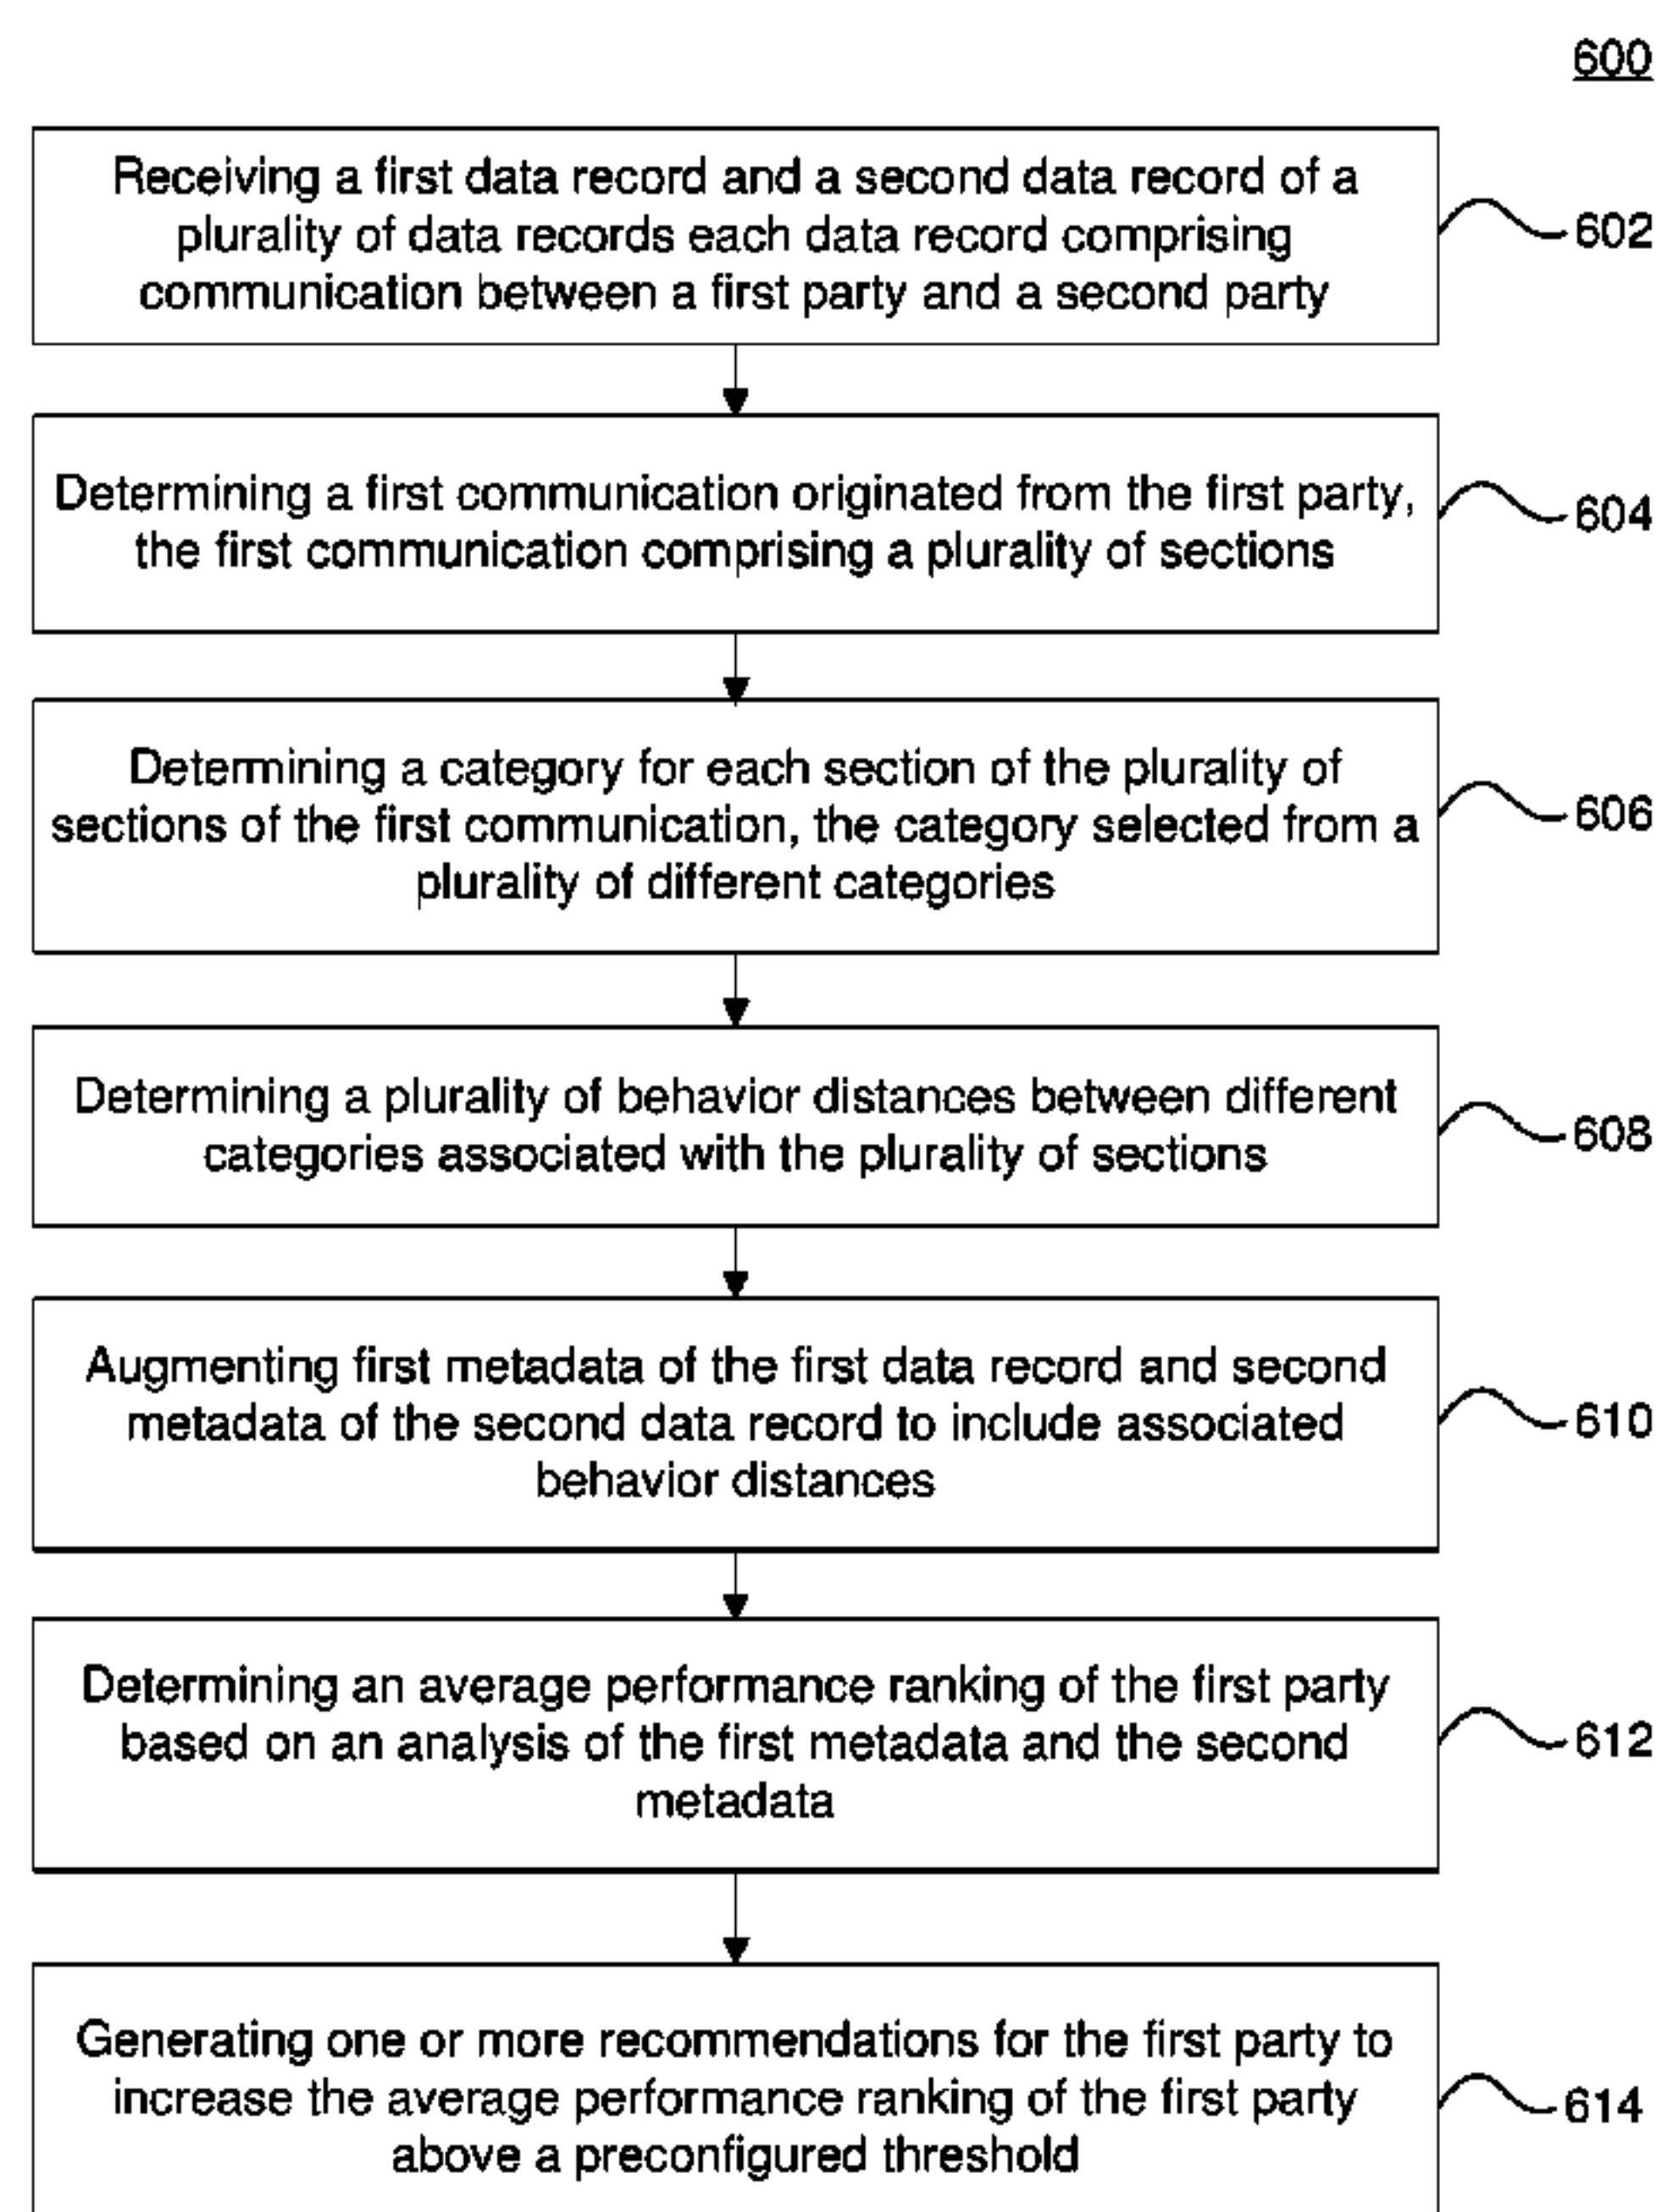 600
Receiving a first data record and a second data record of a
plurality of data records each data record comprising
communication between a first party and a second party
602
Determining a first communication originated from the first party,
the first communication comprising a plurality of sections
604
Determining a category for each section of the plurality of
sections of the first communication, the category selected from a
plurality of different categories
606
Determining a plurality of behavior distances between different
categories associated with the plurality of sections
608
Augmenting first metadata of the first data record and second
metadata of the second data record to include associated
behavior distances
610
Determining an average performance ranking of the first party
based on an analysis of the first metadata and the second
metadata
612
Generating one or more recommendations for the first party to
increase the average performance ranking of the first party
above a preconfigured threshold
614